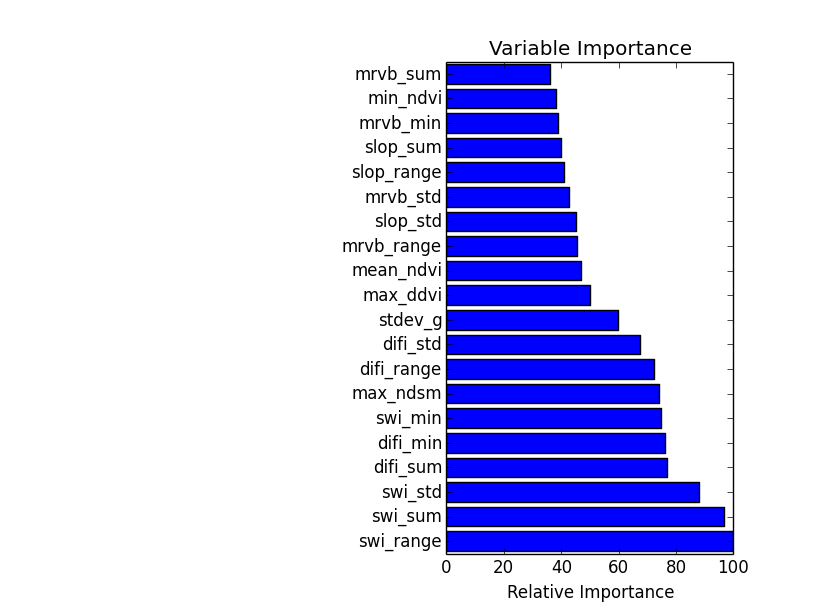 Variable Importance
mrvb_sum
min_ndvi
mrvb_min
slop_sum
slop_range
mrvb_std
slop_std
mrvb_range
mean_ndvi
max_ddvi
stdev_g
difi_std
difi_range
max_ndsm
swi_min
difi_min
difi_sum
swi_std
swi_sum
swi_range
0 20 40 60 80 100
Relative Importance